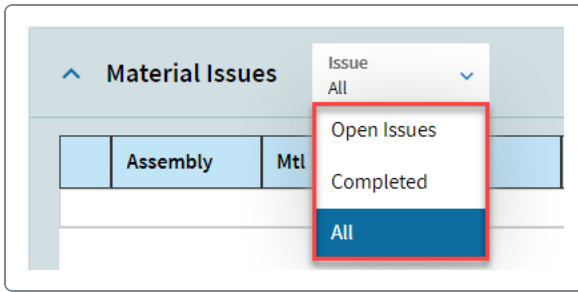 Material Issues
Issue
All
Open Issues
Assembly
Mtl
Completed
All